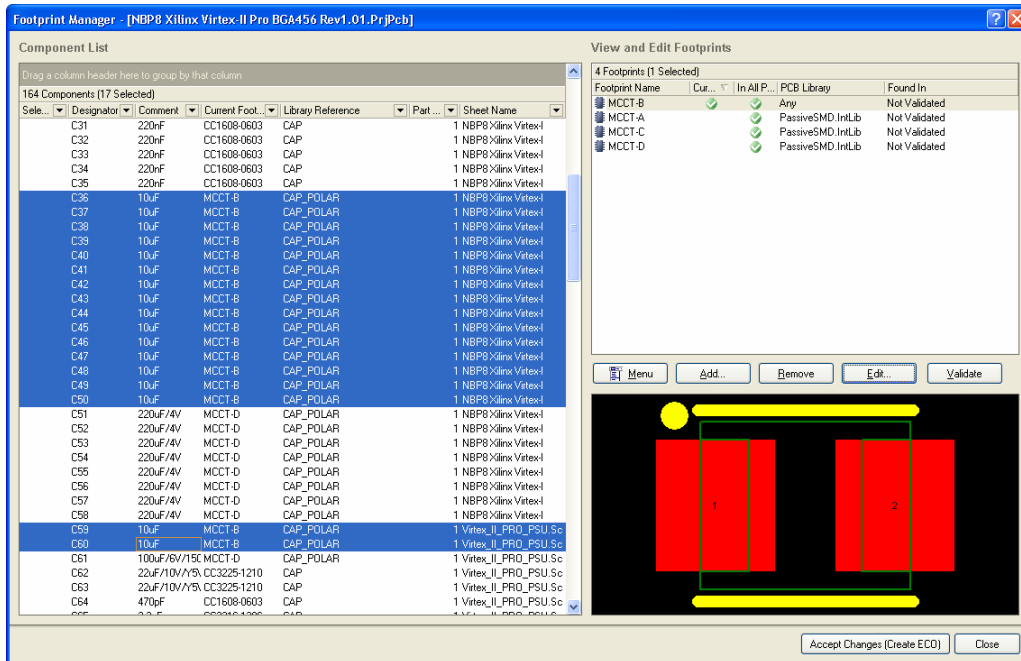 Footprint Manager - [NBP8 Xilinx Virtex-II Pro BGA456 Rev1.01.PrjPcb]
Component List
Drag a column header here to group by that column
164 Components (17 Selected)
Sele... Designator Comment Current Foot... Library Reference Part ... Sheet Name
C31 220nF CC1608-0603 CAP 1 NBP8 Xilinx Virtex-I
C32 220nF CC1608-0603 CAP 1 NBP8 Xilinx Virtex-I
C33 220nF CC1608-0603 CAP 1 NBP8 Xilinx Virtex-I
C34 220nF CC1608-0603 CAP 1 NBP8 Xilinx Virtex-I
C35 220nF CC1608-0603 CAP 1 NBP8 Xilinx Virtex-I
C36 10uF MCCT-B CAP_POLAR 1 NBP8 Xilinx Virtex-I
C37 10uF MCCT-B CAP_POLAR 1 NBP8 Xilinx Virtex-I
C38 10uF MCCT-B CAP_POLAR 1 NBP8 Xilinx Virtex-I
C39 10uF MCCT-B CAP_POLAR 1 NBP8 Xilinx Virtex-I
C40 10uF MCCT-B CAP_POLAR 1 NBP8 Xilinx Virtex-I
C41 10uF MCCT-B CAP_POLAR 1 NBP8 Xilinx Virtex-I
C42 10uF MCCT-B CAP_POLAR 1 NBP8 Xilinx Virtex-I
C43 10uF MCCT-B CAP_POLAR 1 NBP8 Xilinx Virtex-I
C44 10uF MCCT-B CAP_POLAR 1 NBP8 Xilinx Virtex-I
C45 10uF MCCT-B CAP_POLAR 1 NBP8 Xilinx Virtex-I
C46 10uF MCCT-B CAP_POLAR 1 NBP8 Xilinx Virtex-I
C47 10uF MCCT-B CAP_POLAR 1 NBP8 Xilinx Virtex-I
C48 10uF MCCT-B CAP_POLAR 1 NBP8 Xilinx Virtex-I
C49 10uF MCCT-B CAP_POLAR 1 NBP8 Xilinx Virtex-I
C50 10uF MCCT-B CAP_POLAR 1 NBP8 Xilinx Virtex-I
C51 220uF/4V MCCT-D CAP_POLAR 1 NBP8 Xilinx Virtex-I
C52 220uF/4V MCCT-D CAP_POLAR 1 NBP8 Xilinx Virtex-I
C53 220uF/4V MCCT-D CAP_POLAR 1 NBP8 Xilinx Virtex-I
C54 220uF/4V MCCT-D CAP_POLAR 1 NBP8 Xilinx Virtex-I
C55 220uF/4V MCCT-D CAP_POLAR 1 NBP8 Xilinx Virtex-I
C56 220uF/4V MCCT-D CAP_POLAR 1 NBP8 Xilinx Virtex-I
C57 220uF/4V MCCT-D CAP_POLAR 1 NBP8 Xilinx Virtex-I
C58 220uF/4V MCCT-D CAP_POLAR 1 NBP8 Xilinx Virtex-I
C59 10uF MCCT-B CAP_POLAR 1 Virtex_II_PRO_PSU.Sc
C60 10uF MCCT-B CAP_POLAR 1 Virtex_II_PRO_PSU.Sc
C61 100uF/6V/150 MCCT-D CAP_POLAR 1 Virtex_II_PRO_PSU.Sc
C62 22uF/10V/Y5 CC3225-1210 CAP 1 Virtex_II_PRO_PSU.Sc
C63 22uF/10V/Y5 CC3225-1210 CAP 1 Virtex_II_PRO_PSU.Sc
C64 470pF CC1608-0603 CAP 1 Virtex_II_PRO_PSU.Sc
View and Edit Footprints
4 Footprints (1 Selected)
Footprint Name Cur... In All P... PCB Library Found In
MCCT-B Any Not Validated
MCCT-A PassiveSMD.IntLib Not Validated
MCCT-C PassiveSMD.IntLib Not Validated
MCCT-D PassiveSMD.IntLib Not Validated
Menu Add... Remove Edit... Validate
1 2
Accept Changes (Create ECO) Close